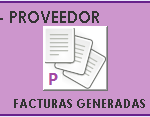 - PROVEEDOR
P
FACTURAS GENERADAS